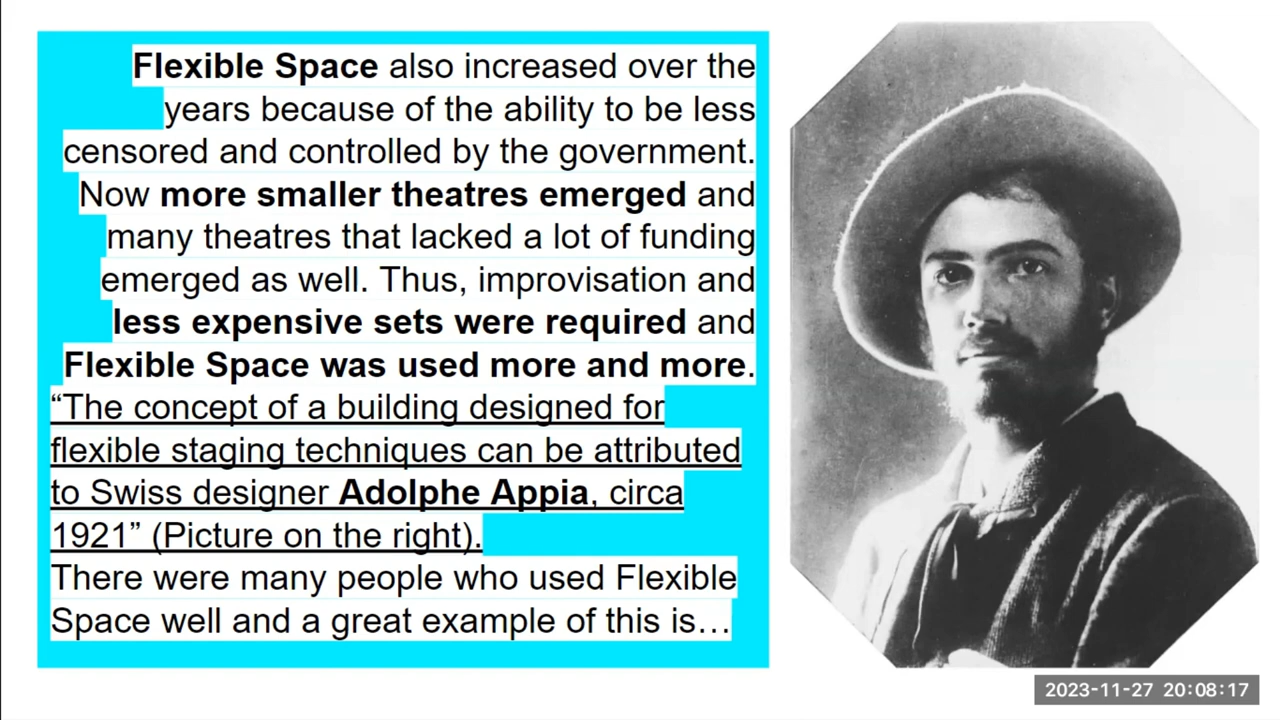 Flexible Space also increased over the
years because of the ability to be less
censored and controlled by the government.
Now more smaller theatres emerged and
many theatres that lacked a lot of funding
emerged as well. Thus, improvisation and
less expensive sets were required and
Flexible Space was used more and more.
“The concept of a building designed for
flexible staging techniques can be attributed
to Swiss designer Adolphe Appia, circa
1921” (Picture on the right).
There were many people who used Flexible
Space well and a great example of this is…
2023-11-27 20:08:17